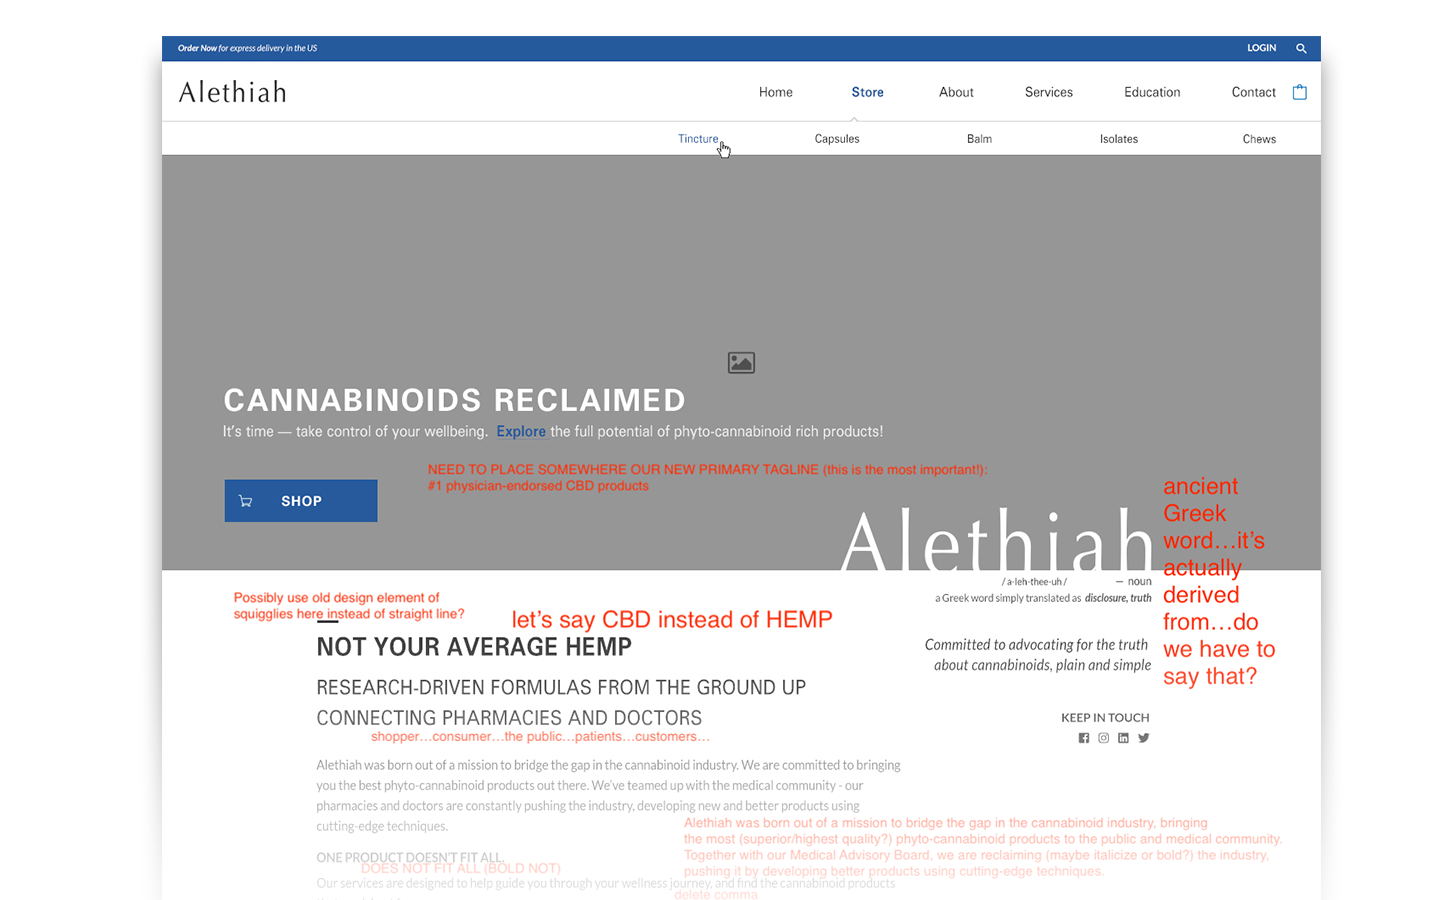 Order Now for express delivery in the US
LOGIN
Alethiah
Home Store About Services Education Contact
Tincture Capsules Balm Isolates Chews
CANNABINOIDS RECLAIMED
It's time — take control of your wellbeing. Explore the full potential of phyto-cannabinoid rich products!
NEED TO PLACE SOMEWHERE OUR NEW PRIMARY TAGLINE (this is the most important!):
#1 physician-endorsed CBD products
SHOP
Alethiah
ancient
Greek
word...it's
actually
derived
from...do
we have to
say that?
/ a-leh-thee-uh / — noun
a Greek word simply translated as disclosure, truth
Possibly use old design element of
squigglies here instead of straight line?
let's say CBD instead of HEMP
NOT YOUR AVERAGE HEMP
Committed to advocating for the truth
about cannabinoids, plain and simple
RESEARCH-DRIVEN FORMULAS FROM THE GROUND UP
CONNECTING PHARMACIES AND DOCTORS
shopper...consumer...the public...patients...customers...
KEEP IN TOUCH
Alethiah was born out of a mission to bridge the gap in the cannabinoid industry. We are committed to bringing
you the best phyto-cannabinoid products out there. We've teamed up with the medical community - our
pharmacies and doctors are constantly pushing the industry, developing new and better products using
cutting-edge techniques.
Alethiah was born out of a mission to bridge the gap in the cannabinoid industry, bringing
the most (superior/highest quality?) phyto-cannabinoid products to the public and medical community.
Together with our Medical Advisory Board, we are reclaiming (maybe italicize or bold?) the industry,
pushing it by developing better products using cutting-edge techniques.
ONE PRODUCT DOESN'T FIT ALL.
DOES NOT FIT ALL (BOLD NOT)
Our services are designed to help guide you through your wellness journey, and find the cannabinoid products
delete comma